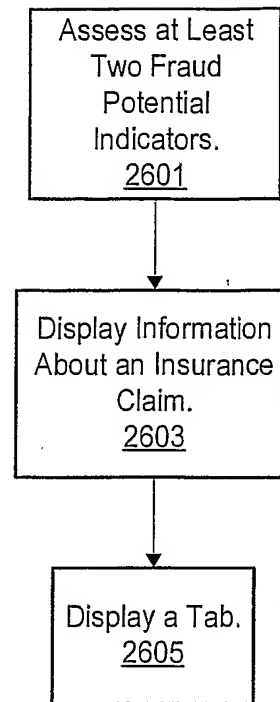 Assess at Least
Two Fraud
Potential
Indicators.
2601
Display Information
About an Insurance
Claim.
2603
Display a Tab.
2605